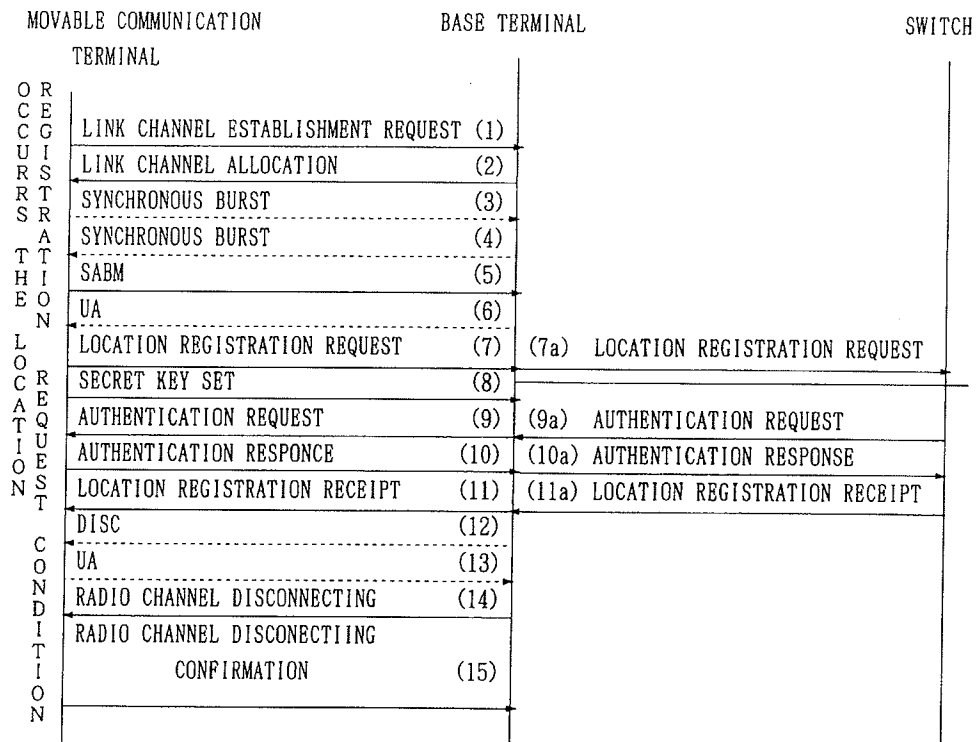 MOVABLE COMMUNICATION
TERMINAL
BASE TERMINAL
SWITCH
OCCURRS THE LOCATION
REGISTRATION REQUEST CONDITION
LINK CHANNEL ESTABLISHMENT REQUEST (1)
LINK CHANNEL ALLOCATION (2)
SYNCHRONOUS BURST (3)
SYNCHRONOUS BURST (4)
SABM (5)
UA (6)
LOCATION REGISTRATION REQUEST (7) (7a) LOCATION REGISTRATION REQUEST
SECRET KEY SET (8)
AUTHENTICATION REQUEST (9) (9a) AUTHENTICATION REQUEST
AUTHENTICATION RESPONCE (10) (10a) AUTHENTICATION RESPONSE
LOCATION REGISTRATION RECEIPT (11) (11a) LOCATION REGISTRATION RECEIPT
DISC (12)
UA (13)
RADIO CHANNEL DISCONNECTING (14)
RADIO CHANNEL DISCONECTIING
CONFIRMATION (15)